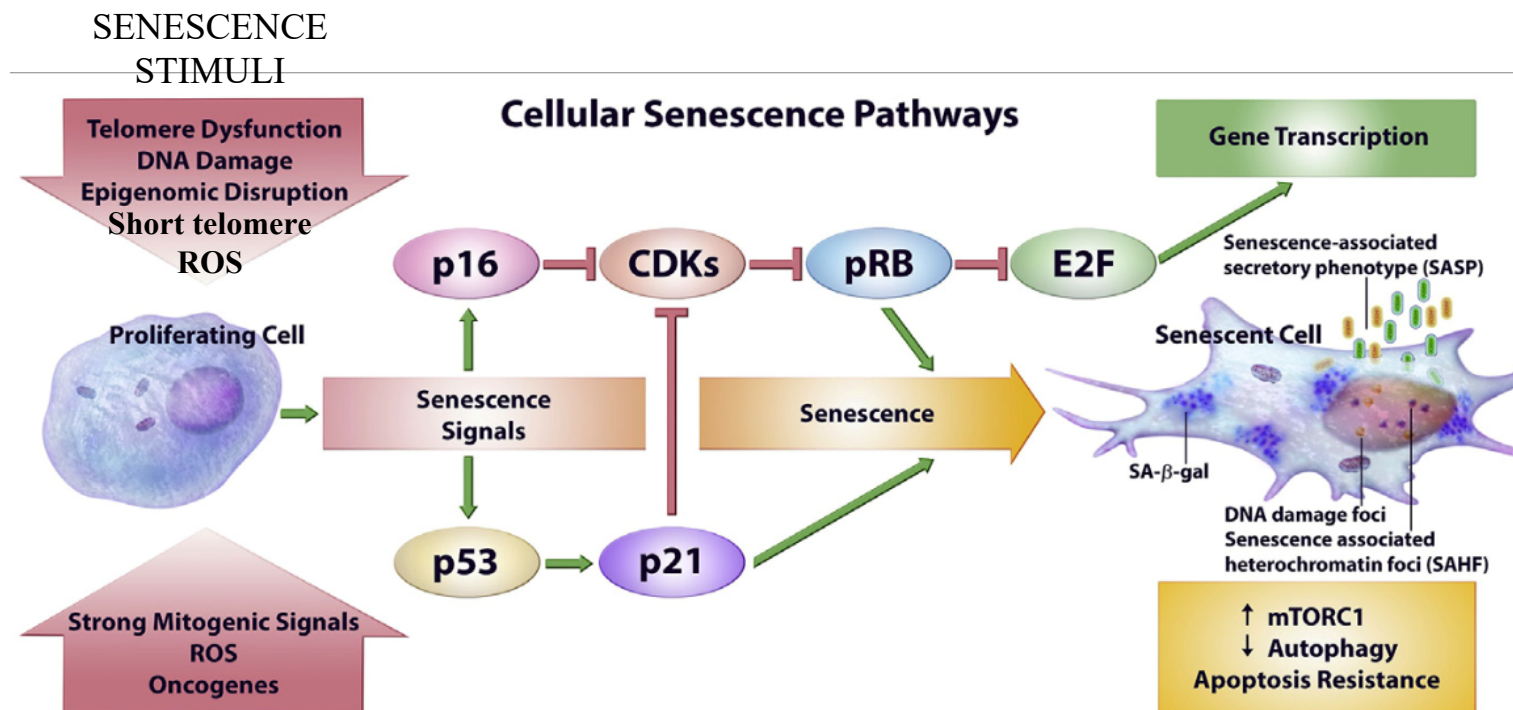 SENESCENCE
STIMULI
Cellular Senescence Pathways
Telomere Dysfunction
DNA Damage
Epigenomic Disruption
Short telomere
ROS
Gene Transcription
p16
CDKs
pRB
E2F
Senescence-associated
secretory phenotype (SASP)
Proliferating Cell
Senescent Cell
Senescence
Signals
Senescence
SA-β-gal
DNA damage foci
Senescence associated
heterochromatin foci (SAHF)
p53
p21
Strong Mitogenic Signals
ROS
Oncogenes
↑ mTORC1
↓ Autophagy
Apoptosis Resistance